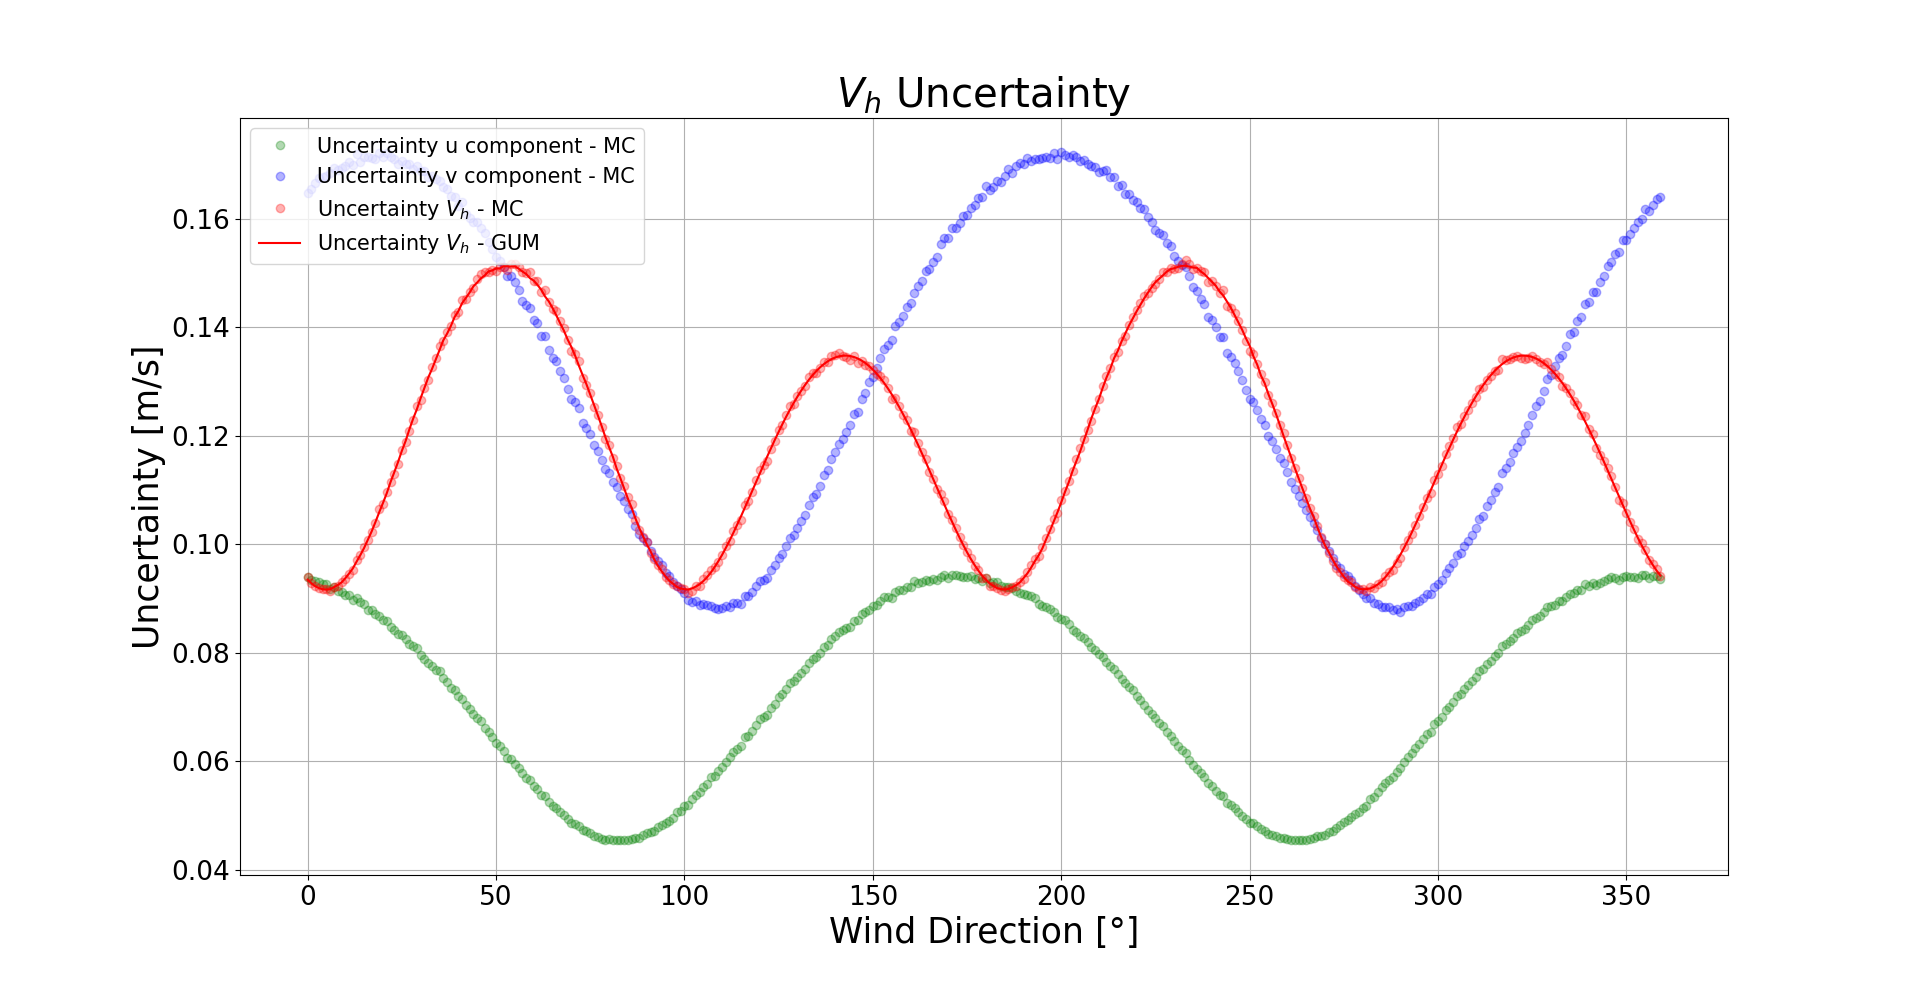 V_h Uncertainty
Uncertainty u component - MC
Uncertainty v component - MC
Uncertainty V_h - MC
Uncertainty V_h - GUM
Uncertainty [m/s]
0.16
0.14
0.12
0.10
0.08
0.06
0.04
0 50 100 150 200 250 300 350
Wind Direction [°]